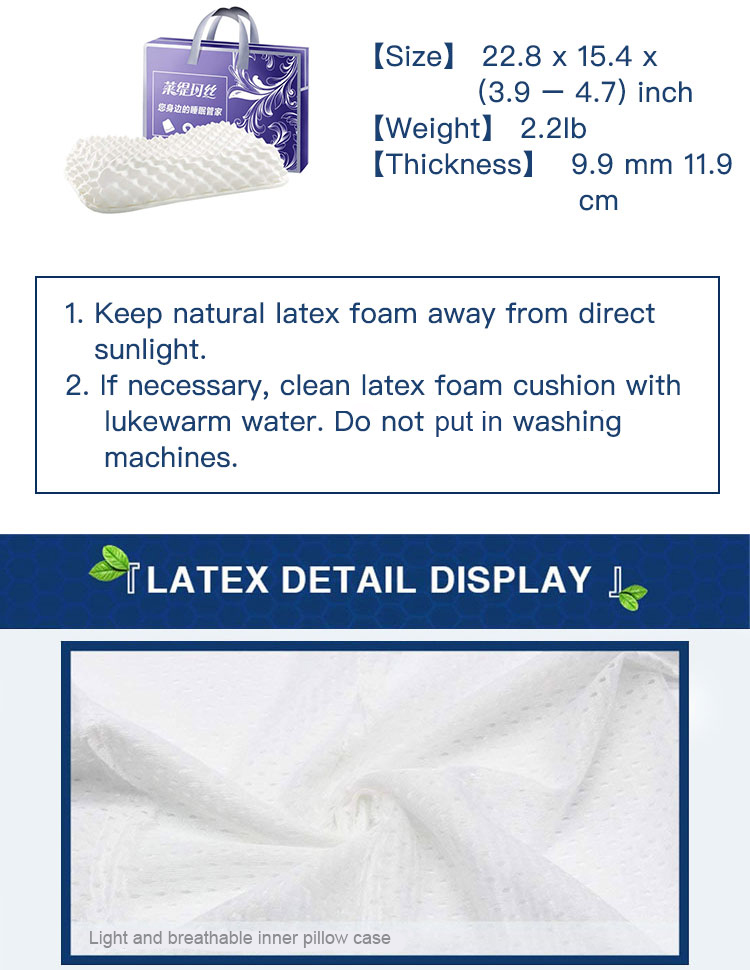 莱缇珂丝
您身边的睡眠管家
【Size】 22.8 x 15.4 x
(3.9 – 4.7) inch
【Weight】 2.2lb
【Thickness】 9.9 mm 11.9
cm
1. Keep natural latex foam away from direct
sunlight.
2. If necessary, clean latex foam cushion with
lukewarm water. Do not put in washing
machines.
『LATEX DETAIL DISPLAY』
Light and breathable inner pillow case